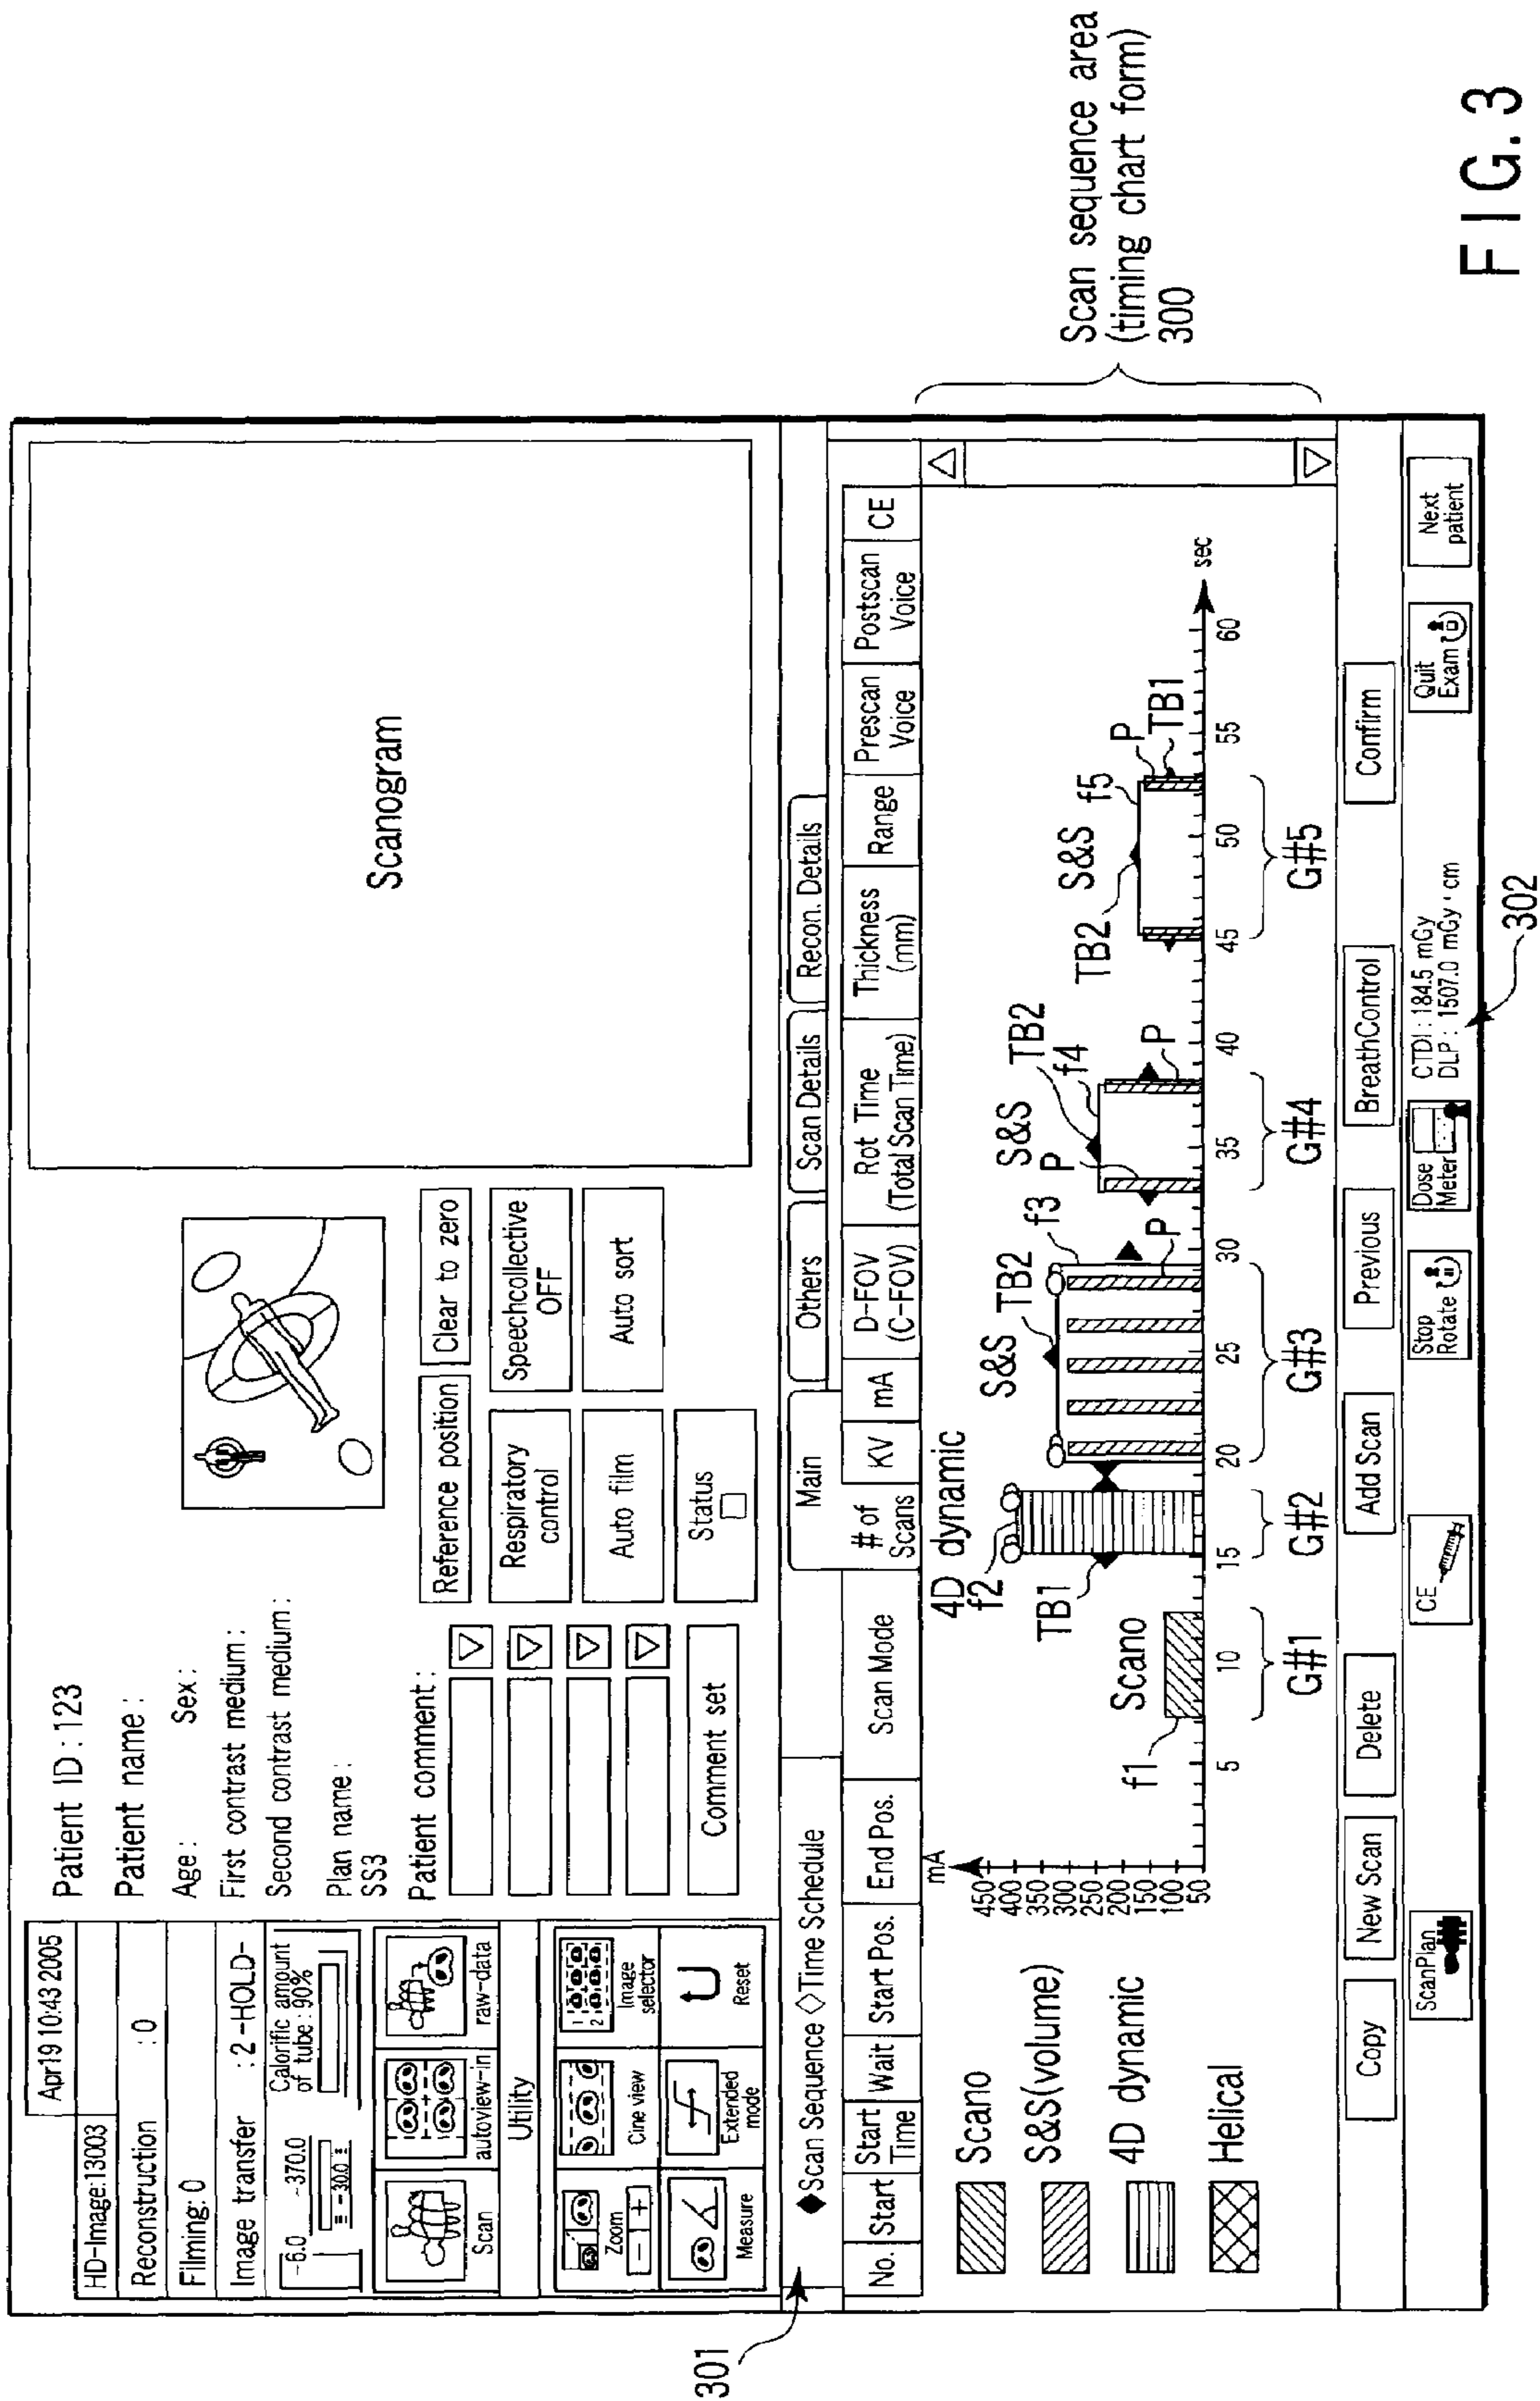 HD-Image:13003
Apr19 10:43 2005
Reconstruction : 0
Filming: 0
Image transfer : 2 -HOLD-
-6.0 -370.0
= -30.0 =
Calorific amount
of tube : 90%
Scan
autoview-in
raw-data
Utility
Zoom
Cine view
1
2
Image
selector
Measure
Extended
mode
Reset
Patient ID : 123
Patient name :
Age : Sex :
First contrast medium :
Second contrast medium :
Plan name :
SS3
Patient comment :
▽
▽
▽
▽
Comment set
Reference position
Clear to zero
Respiratory
control
Speechcollective
OFF
Auto film
Auto sort
Status
Scanogram
301
◆Scan Sequence ◇Time Schedule
Main
Others
Scan Details
Recon. Details
No.
Start
Start
Time
Wait
Start Pos.
End Pos.
Scan Mode
# of
Scans
KV
mA
D-FOV
(C-FOV)
Rot Time
(Total Scan Time)
Thickness
(mm)
Range
Prescan
Voice
Postscan
Voice
CE
Scano
S&S(volume)
4D dynamic
Helical
mA
450
400
350
300
250
200
150
100
50
f1
Scano
4D dynamic
f2
TB1
S&S
TB2
f3
P
S&S
TB2
f4
P
P
S&S
TB2
f5
P
TB1
5 10 15 20 25 30 35 40 45 50 55 60
sec
G#1 G#2 G#3 G#4 G#5
Scan sequence area
(timing chart form)
300
Copy
New Scan
Delete
Add Scan
Previous
BreathControl
Confirm
ScanPlan
CE
Stop
Rotate
Dose
Meter
CTDI : 184.5 mGy
DLP : 1507.0 mGy·cm
302
Quit
Exam
Next
patient
FIG. 3